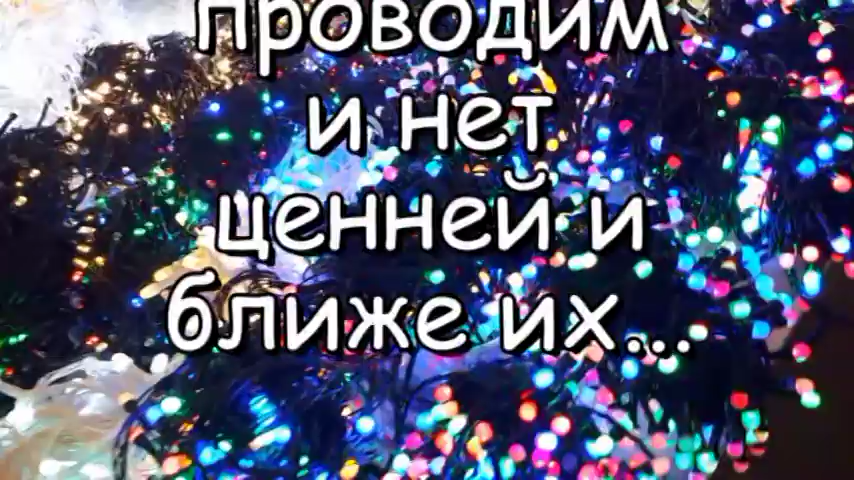 проводим
и нет
ценней и
ближе их...